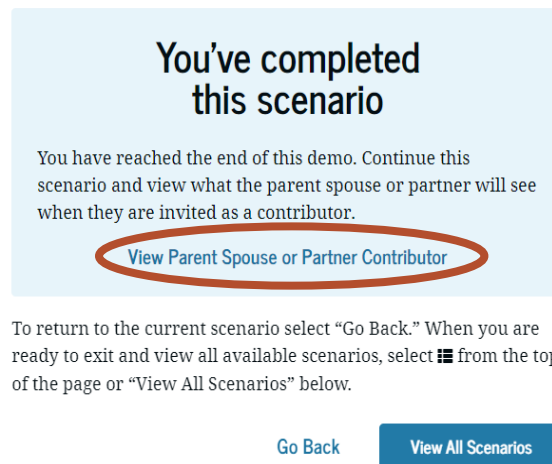 You've completed
this scenario
You have reached the end of this demo. Continue this
scenario and view what the parent spouse or partner will see
when they are invited as a contributor.
View Parent Spouse or Partner Contributor
To return to the current scenario select “Go Back.” When you are
ready to exit and view all available scenarios, select from the top
of the page or “View All Scenarios” below.
Go Back
View All Scenarios